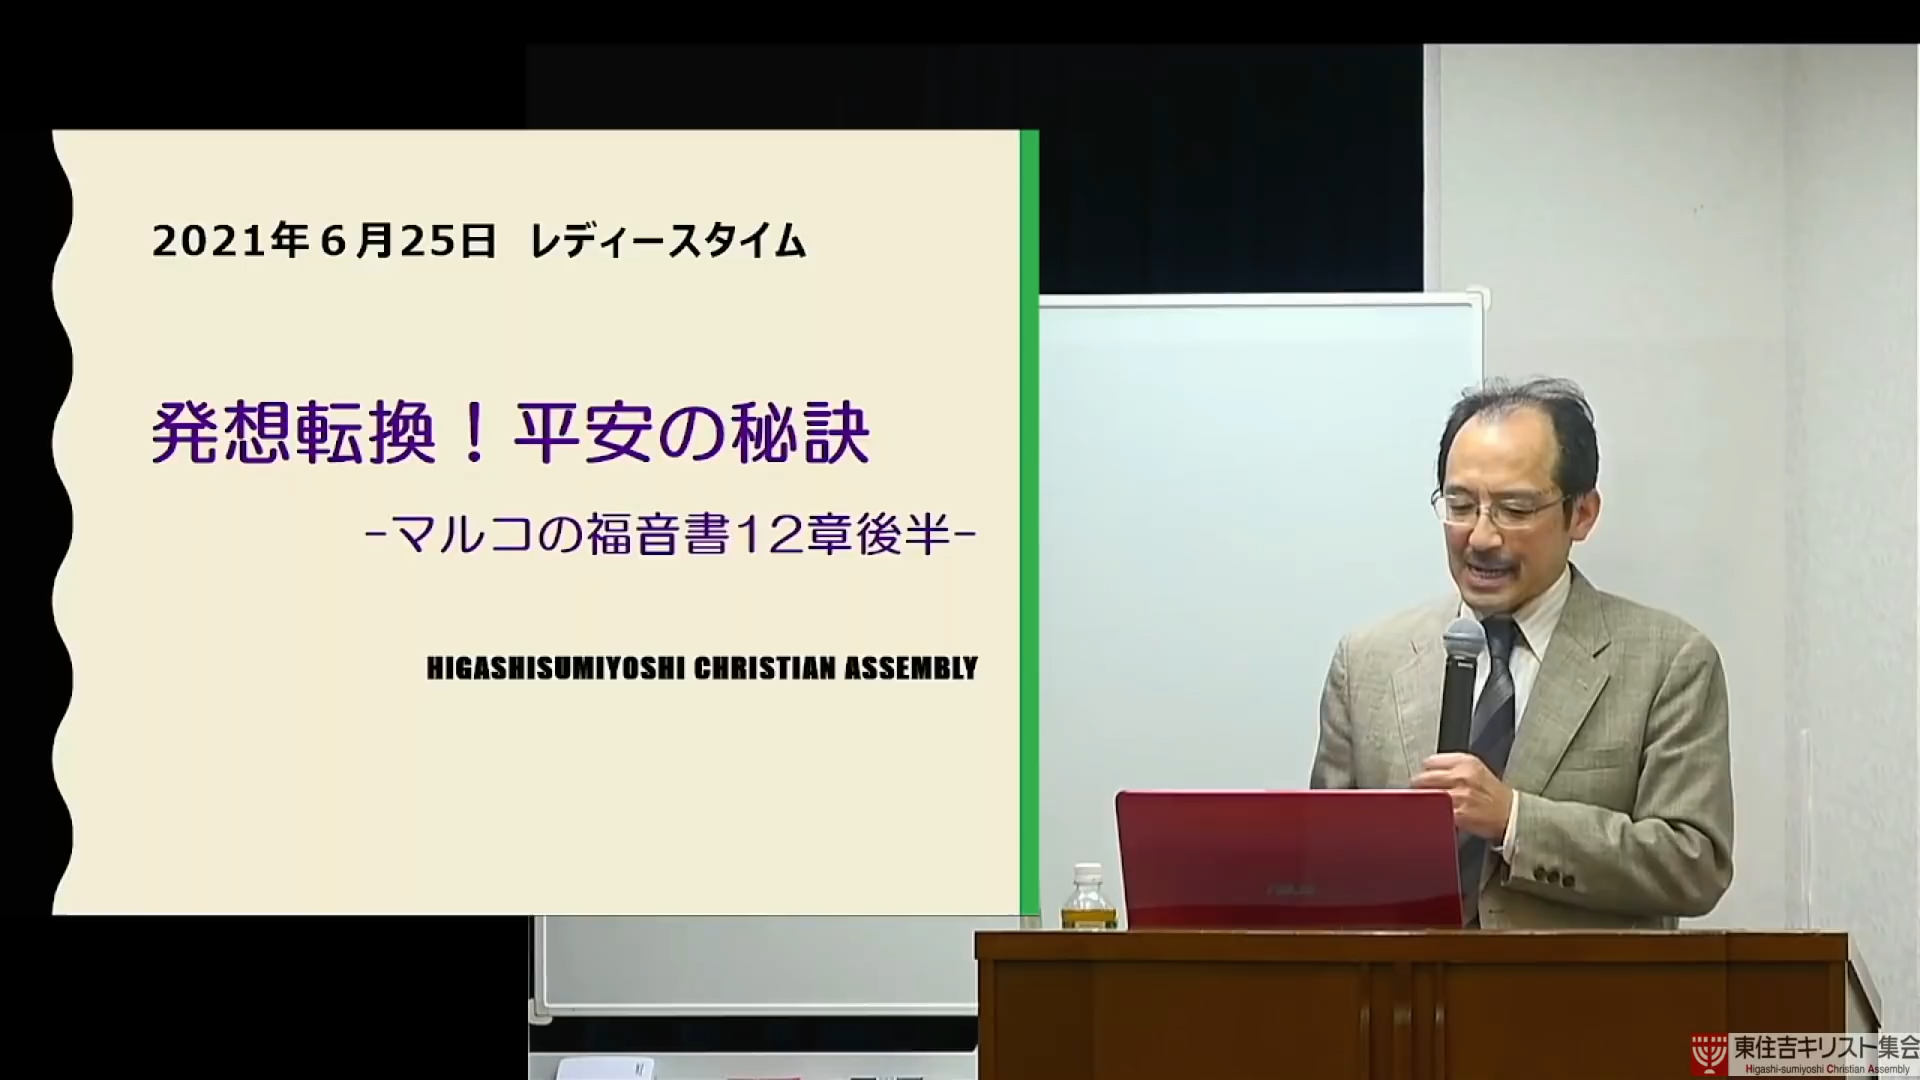 2021年６月25日 レディースタイム
発想転換！平安の秘訣
-マルコの福音書12章後半-
HIGASHISUMIYOSHI CHRISTIAN ASSEMBLY
東住吉キリスト集会
Higashi-sumiyoshi Christian Assembly